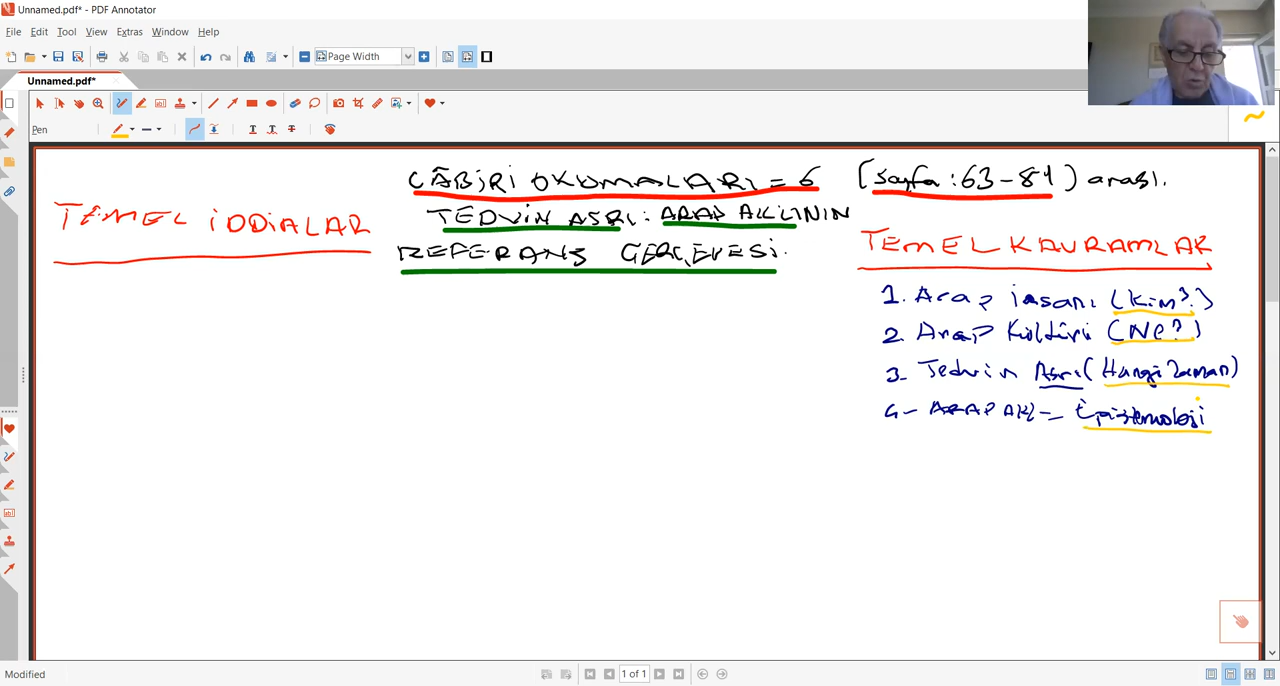 Unnamed.pdf* - PDF Annotator
File Edit Tool View Extras Window Help
Page Width
Unnamed.pdf*
Pen
CÂBİRİ OKUMALARI = 6 (Sayfa: 63-81) arası.
TEMEL İDDİALAR
TEDVİN ASRI: ARAP AKLININ
REFERANS ÇERÇEVESİ.
TEMEL KAVRAMLAR
1. Arap insanı (Kim?)
2. Arap Kültürü (Ne?)
3- Tedvin Asrı (Hangi Zaman)
4- ARAP AKLI = Epistemoloji
Modified
1 of 1